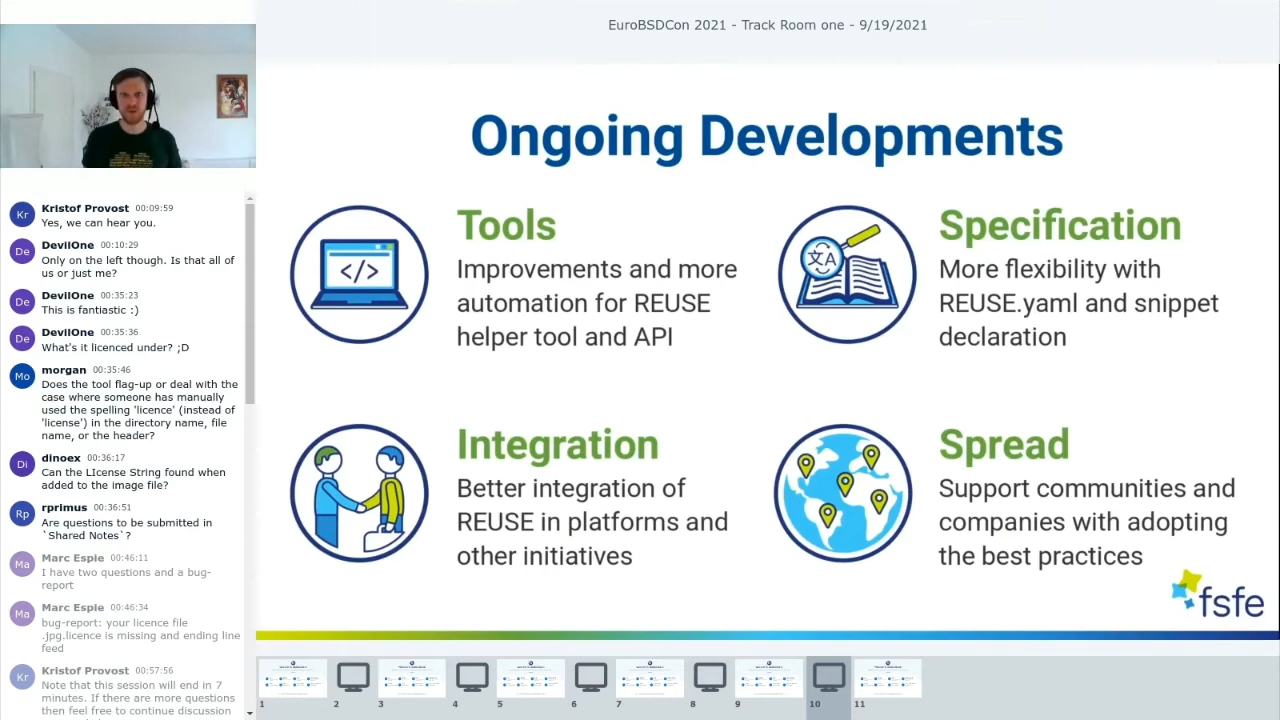 EuroBSDCon 2021 - Track Room one - 9/19/2021
Kr
Kristof Provost 00:09:59
Yes, we can hear you.
De
DevilOne 00:10:29
Only on the left though. Is that all of
us or just me?
De
DevilOne 00:35:23
This is fantiastic :)
De
DevilOne 00:35:36
What's it licenced under? ;D
Mo
morgan 00:35:46
Does the tool flag-up or deal with the
case where someone has manually
used the spelling 'licence' (instead of
'license') in the directory name, file
name, or the header?
Di
dinoex 00:36:17
Can the LIcense String found when
added to the image file?
Rp
rprimus 00:36:51
Are questions to be submitted in
`Shared Notes`?
Ma
Marc Espie 00:46:11
I have two questions and a bug-
report
Ma
Marc Espie 00:46:34
bug-report: your licence file
.jpg.licence is missing and ending line
feed
Kr
Kristof Provost 00:57:56
Note that this session will end in 7
minutes. If there are more questions
then feel free to continue discussion
Ongoing Developments
Tools
Improvements and more
automation for REUSE
helper tool and API
Specification
More flexibility with
REUSE.yaml and snippet
declaration
Integration
Better integration of
REUSE in platforms and
other initiatives
Spread
Support communities and
companies with adopting
the best practices
fsfe
1 2 3 4 5 6 7 8 9 10 11